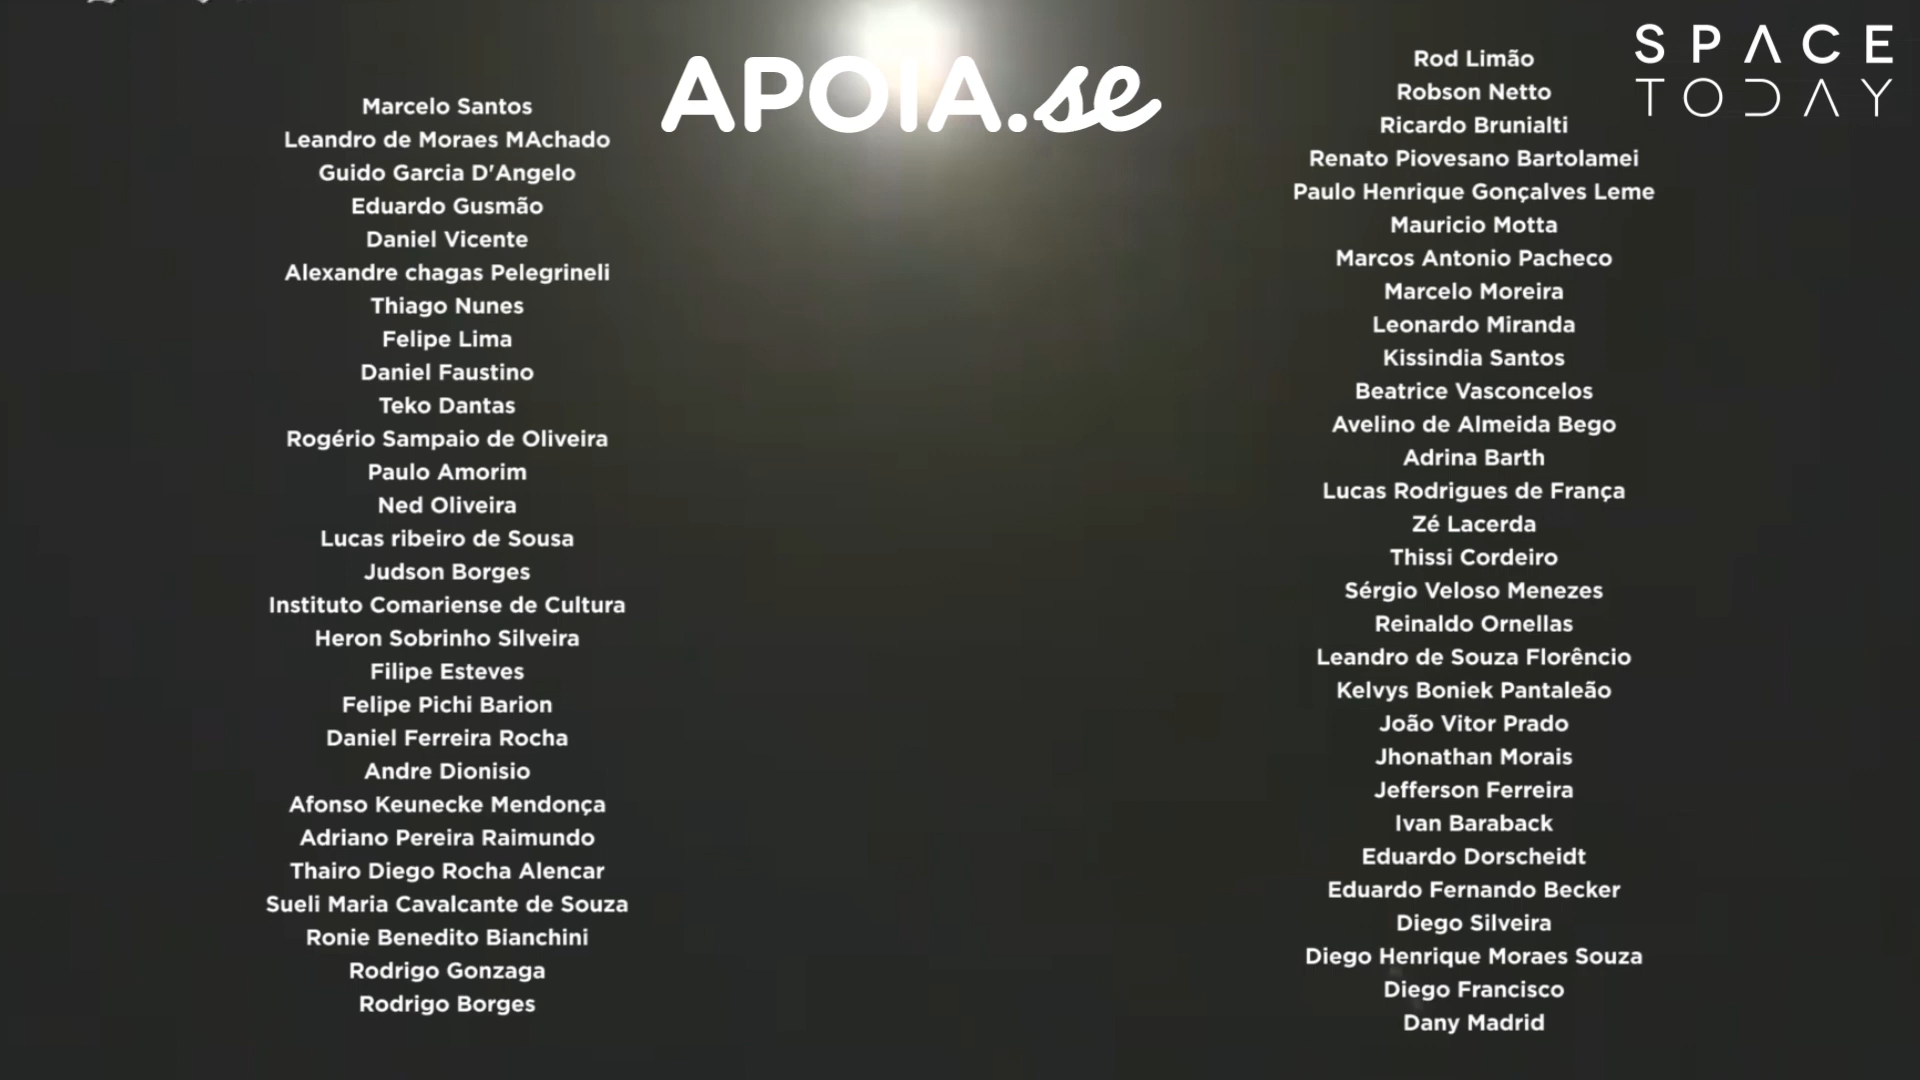 APOIA.se
SPACE
TODAY
Marcelo Santos
Leandro de Moraes MAchado
Guido Garcia D'Angelo
Eduardo Gusmão
Daniel Vicente
Alexandre chagas Pelegrineli
Thiago Nunes
Felipe Lima
Daniel Faustino
Teko Dantas
Rogério Sampaio de Oliveira
Paulo Amorim
Ned Oliveira
Lucas ribeiro de Sousa
Judson Borges
Instituto Comariense de Cultura
Heron Sobrinho Silveira
Filipe Esteves
Felipe Pichi Barion
Daniel Ferreira Rocha
Andre Dionisio
Afonso Keunecke Mendonça
Adriano Pereira Raimundo
Thairo Diego Rocha Alencar
Sueli Maria Cavalcante de Souza
Ronie Benedito Bianchini
Rodrigo Gonzaga
Rodrigo Borges
Rod Limão
Robson Netto
Ricardo Brunialti
Renato Piovesano Bartolamei
Paulo Henrique Gonçalves Leme
Mauricio Motta
Marcos Antonio Pacheco
Marcelo Moreira
Leonardo Miranda
Kissindia Santos
Beatrice Vasconcelos
Avelino de Almeida Bego
Adrina Barth
Lucas Rodrigues de França
Zé Lacerda
Thissi Cordeiro
Sérgio Veloso Menezes
Reinaldo Ornellas
Leandro de Souza Florêncio
Kelvys Boniek Pantaleão
João Vitor Prado
Jhonathan Morais
Jefferson Ferreira
Ivan Baraback
Eduardo Dorscheidt
Eduardo Fernando Becker
Diego Silveira
Diego Henrique Moraes Souza
Diego Francisco
Dany Madrid